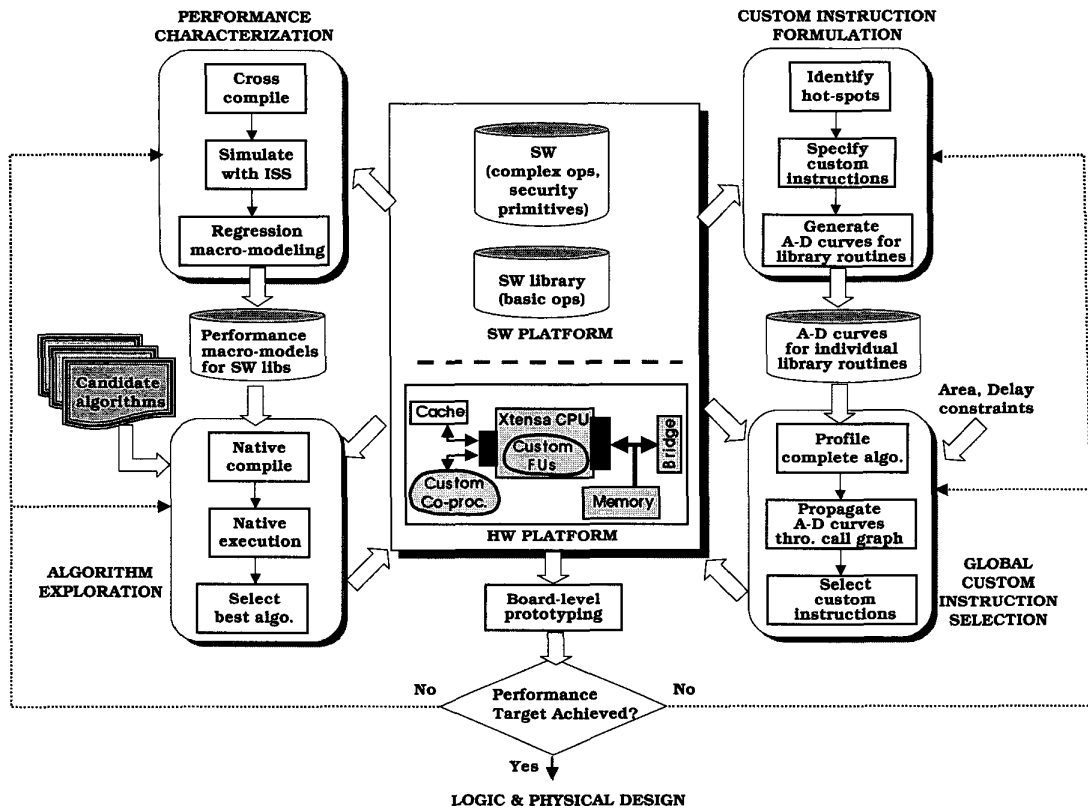 PERFORMANCE
CHARACTERIZATION
Cross
compile
Simulate
with ISS
Regression
macro-modeling
Performance
macro-models
for SW libs
Candidate
algorithms
Native
compile
Native
execution
Select
best algo.
ALGORITHM
EXPLORATION
SW
(complex ops,
security
primitives)
SW library
(basic ops)
SW PLATFORM
Cache
Xtensa CPU
Custom
F.U.s
Bridge
Custom
Co-proc.
Memory
HW PLATFORM
Board-level
prototyping
CUSTOM INSTRUCTION
FORMULATION
Identify
hot-spots
Specify
custom
instructions
Generate
A-D curves for
library routines
A-D curves
for individual
library routines
Area, Delay
constraints
Profile
complete algo.
Propagate
A-D curves
thro. call graph
Select
custom
instructions
GLOBAL
CUSTOM
INSTRUCTION
SELECTION
No
Performance
Target Achieved?
No
Yes
LOGIC & PHYSICAL DESIGN